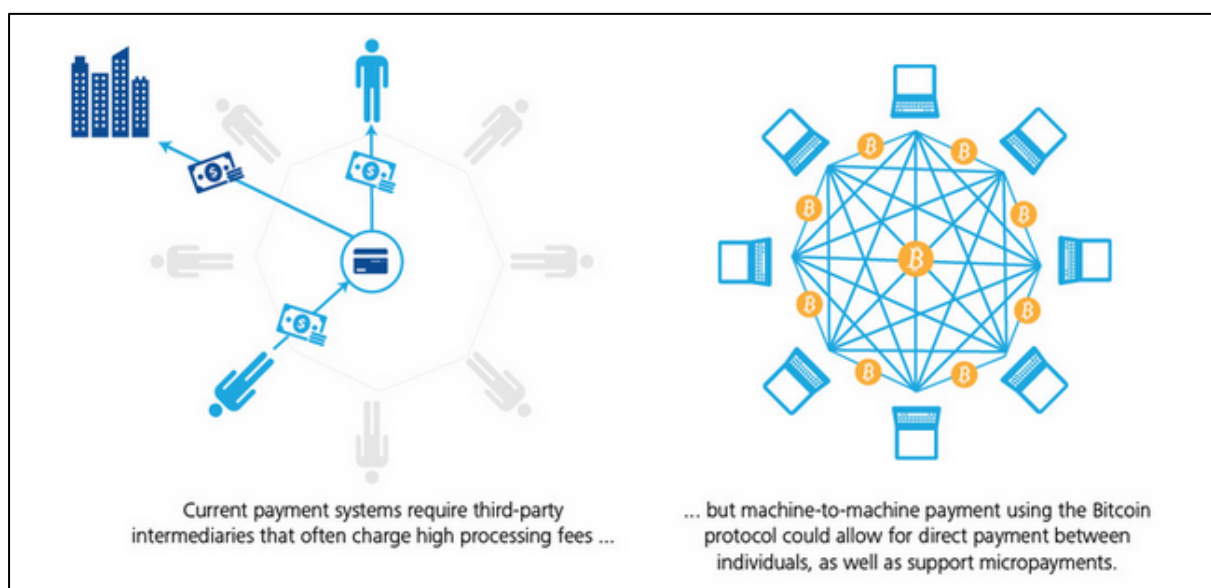 Current payment systems require third-party
intermediaries that often charge high processing fees ...
... but machine-to-machine payment using the Bitcoin
protocol could allow for direct payment between
individuals, as well as support micropayments.